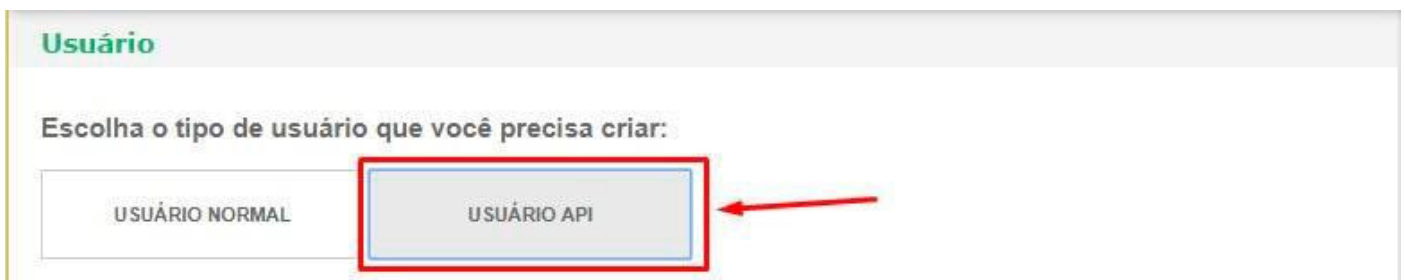 Usuário
Escolha o tipo de usuário que você precisa criar:
USUÁRIO NORMAL
USUÁRIO API